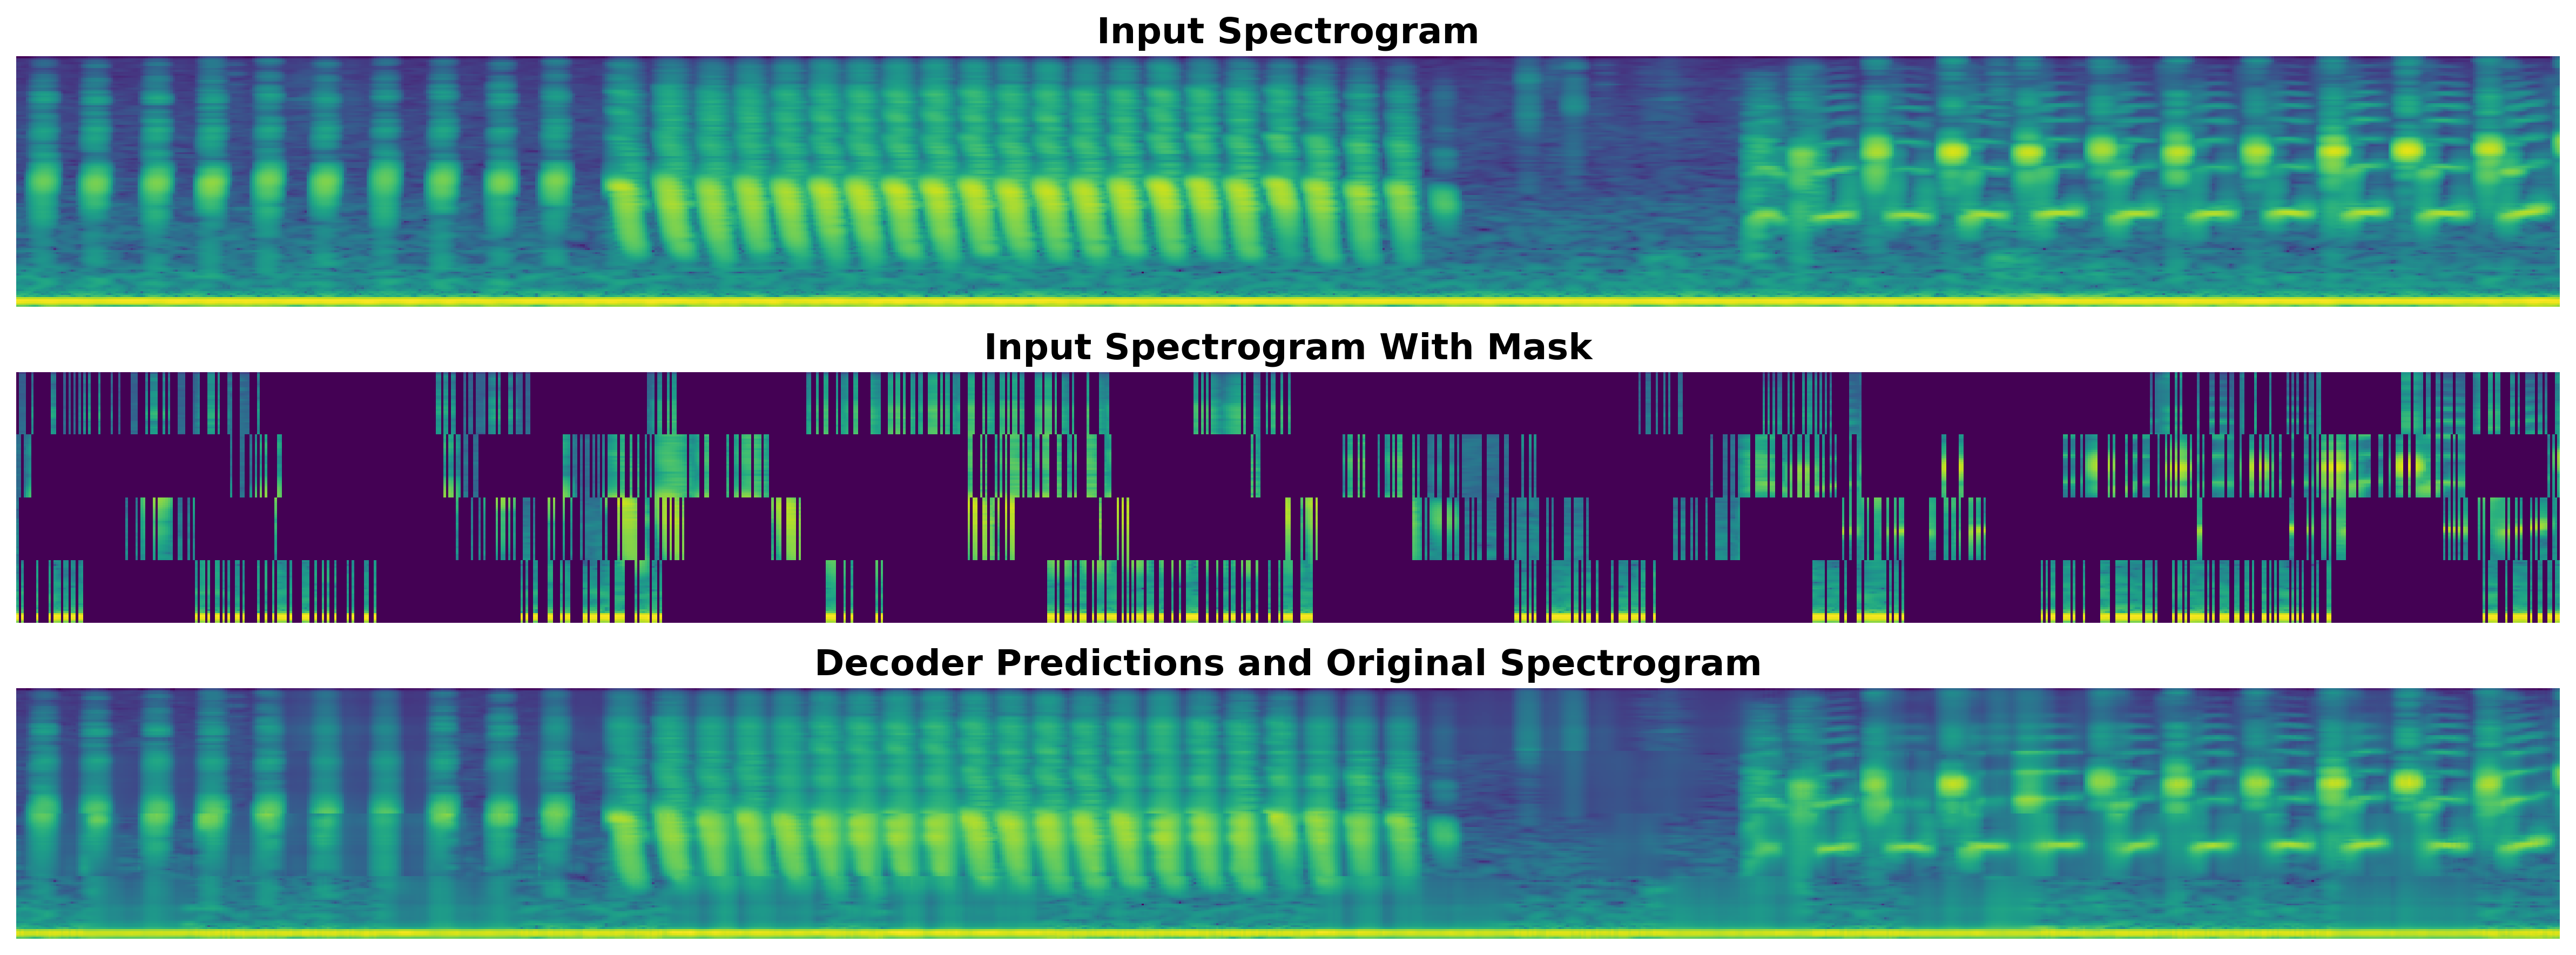 Input Spectrogram
Input Spectrogram With Mask
Decoder Predictions and Original Spectrogram